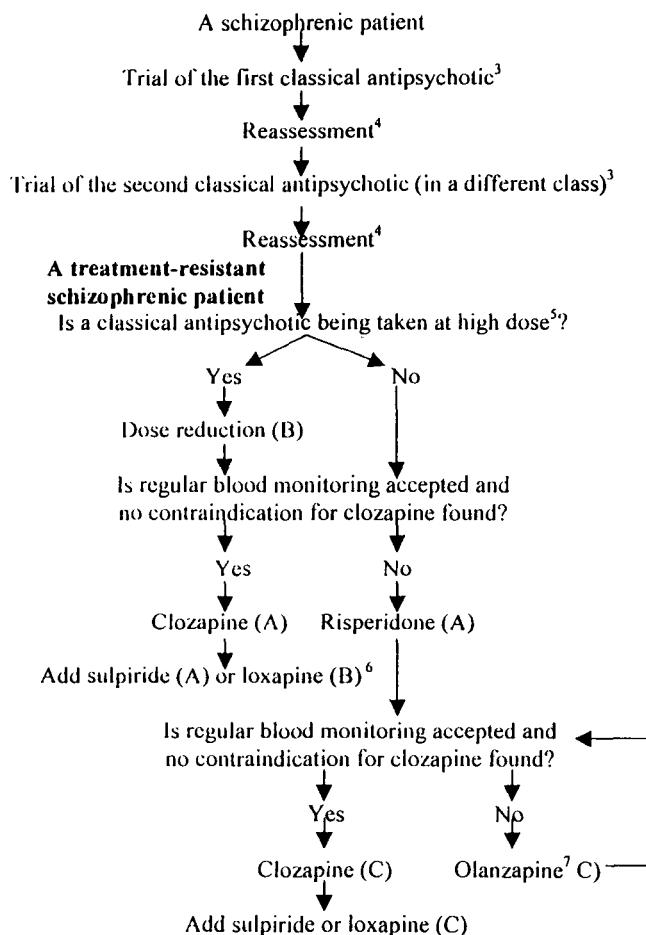 A schizophrenic patient
Trial of the first classical antipsychotic³
Reassessment⁴
Trial of the second classical antipsychotic (in a different class)³
Reassessment⁴
A treatment-resistant
schizophrenic patient
Is a classical antipsychotic being taken at high dose⁵?
Yes No
Dose reduction (B)
Is regular blood monitoring accepted and
no contraindication for clozapine found?
Yes No
Clozapine (A) Risperidone (A)
Add sulpiride (A) or loxapine (B)⁶
Is regular blood monitoring accepted and
no contraindication for clozapine found?
Yes No
Clozapine (C) Olanzapine⁷ C)
Add sulpiride or loxapine (C)